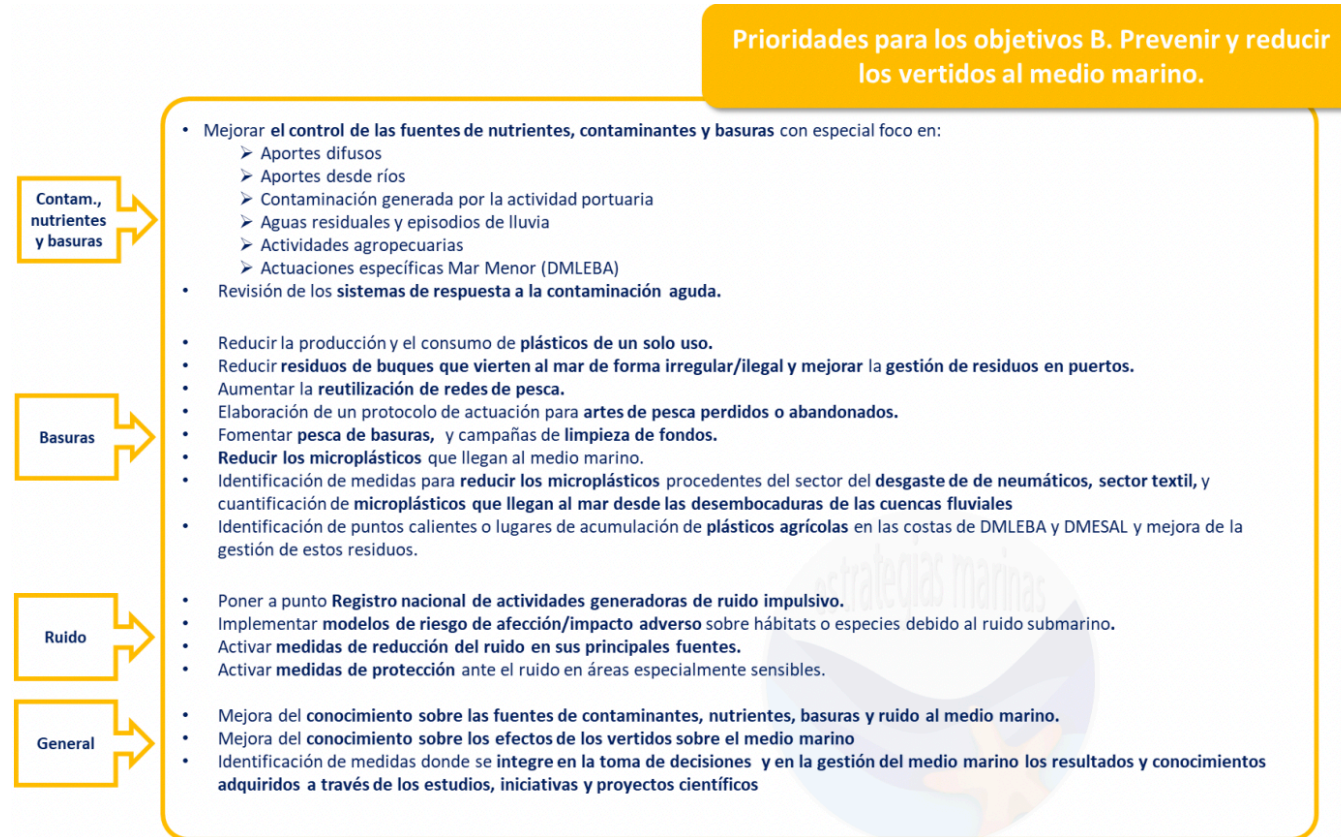 Prioridades para los objetivos B. Prevenir y reducir
los vertidos al medio marino.
Contam.,
nutrientes
y basuras
• Mejorar el control de las fuentes de nutrientes, contaminantes y basuras con especial foco en:
➢ Aportes difusos
➢ Aportes desde ríos
➢ Contaminación generada por la actividad portuaria
➢ Aguas residuales y episodios de lluvia
➢ Actividades agropecuarias
➢ Actuaciones específicas Mar Menor (DMLEBA)
• Revisión de los sistemas de respuesta a la contaminación aguda.
Basuras
• Reducir la producción y el consumo de plásticos de un solo uso.
• Reducir residuos de buques que vierten al mar de forma irregular/ilegal y mejorar la gestión de residuos en puertos.
• Aumentar la reutilización de redes de pesca.
• Elaboración de un protocolo de actuación para artes de pesca perdidos o abandonados.
• Fomentar pesca de basuras, y campañas de limpieza de fondos.
• Reducir los microplásticos que llegan al medio marino.
• Identificación de medidas para reducir los microplásticos procedentes del sector del desgaste de de neumáticos, sector textil, y
cuantificación de microplásticos que llegan al mar desde las desembocaduras de las cuencas fluviales
• Identificación de puntos calientes o lugares de acumulación de plásticos agrícolas en las costas de DMLEBA y DMESAL y mejora de la
gestión de estos residuos.
estrategias marinas
Ruido
• Poner a punto Registro nacional de actividades generadoras de ruido impulsivo.
• Implementar modelos de riesgo de afección/impacto adverso sobre hábitats o especies debido al ruido submarino.
• Activar medidas de reducción del ruido en sus principales fuentes.
• Activar medidas de protección ante el ruido en áreas especialmente sensibles.
General
• Mejora del conocimiento sobre las fuentes de contaminantes, nutrientes, basuras y ruido al medio marino.
• Mejora del conocimiento sobre los efectos de los vertidos sobre el medio marino
• Identificación de medidas donde se integre en la toma de decisiones y en la gestión del medio marino los resultados y conocimientos
adquiridos a través de los estudios, iniciativas y proyectos científicos